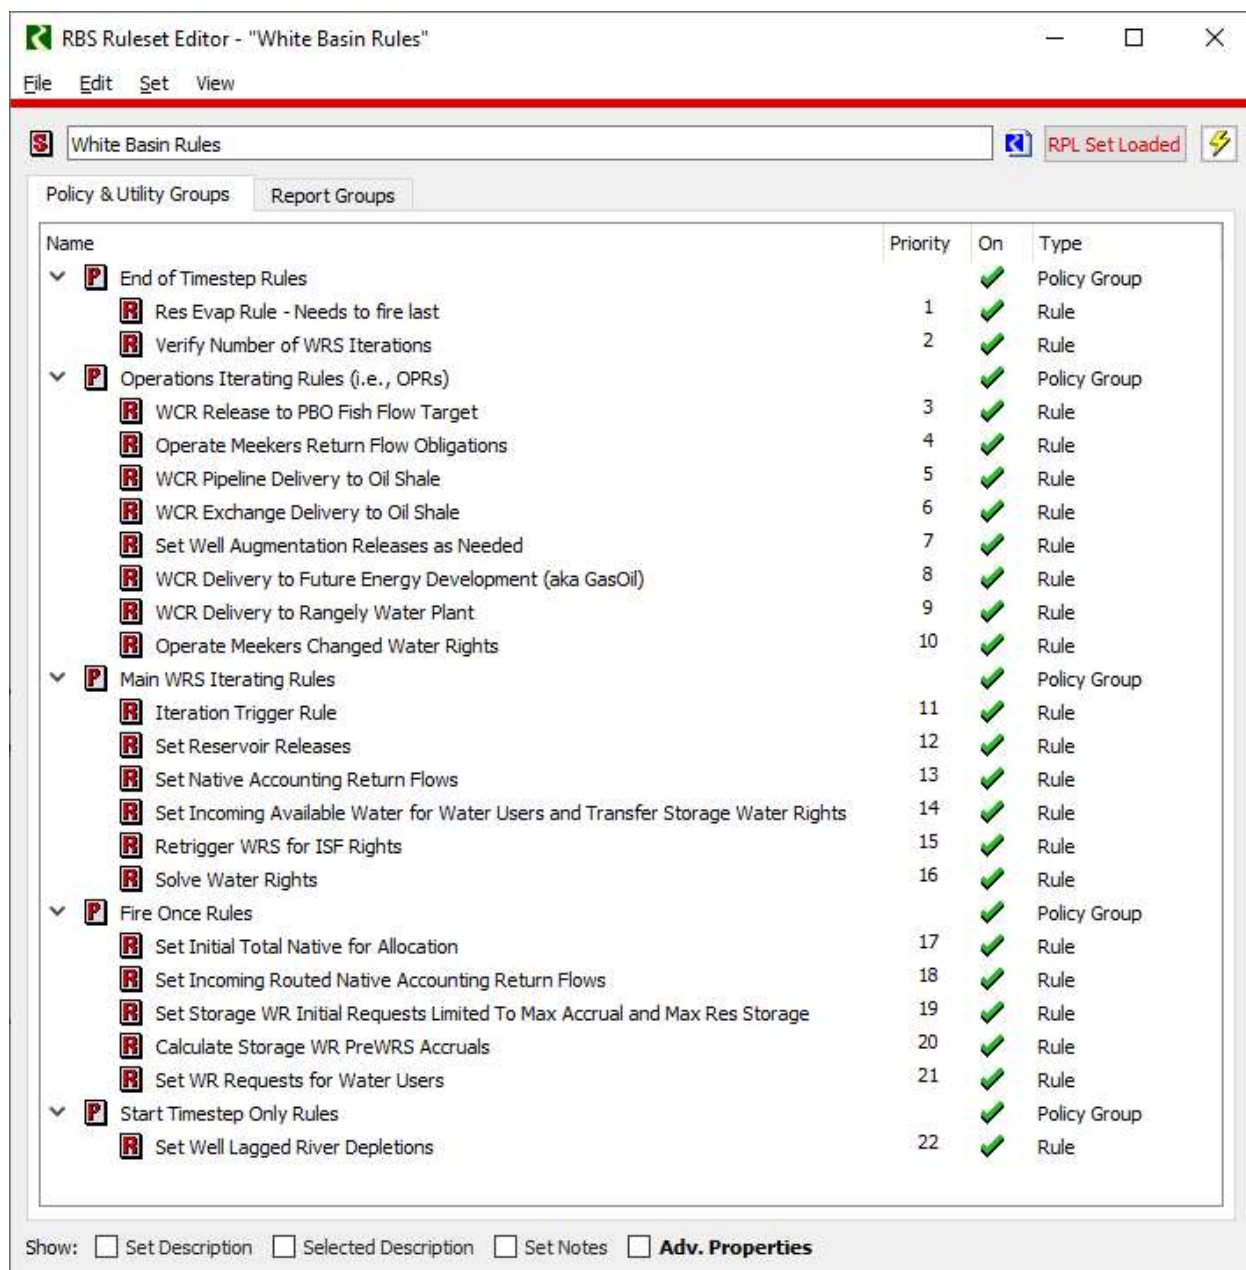 RBS Ruleset Editor - "White Basin Rules"
File Edit Set View
S White Basin Rules RPL Set Loaded
Policy & Utility Groups Report Groups
Name Priority On Type
P End of Timestep Rules Policy Group
R Res Evap Rule - Needs to fire last 1 Rule
R Verify Number of WRS Iterations 2 Rule
P Operations Iterating Rules (i.e., OPRs) Policy Group
R WCR Release to PBO Fish Flow Target 3 Rule
R Operate Meekers Return Flow Obligations 4 Rule
R WCR Pipeline Delivery to Oil Shale 5 Rule
R WCR Exchange Delivery to Oil Shale 6 Rule
R Set Well Augmentation Releases as Needed 7 Rule
R WCR Delivery to Future Energy Development (aka GasOil) 8 Rule
R WCR Delivery to Rangely Water Plant 9 Rule
R Operate Meekers Changed Water Rights 10 Rule
P Main WRS Iterating Rules Policy Group
R Iteration Trigger Rule 11 Rule
R Set Reservoir Releases 12 Rule
R Set Native Accounting Return Flows 13 Rule
R Set Incoming Available Water for Water Users and Transfer Storage Water Rights 14 Rule
R Retrigger WRS for ISF Rights 15 Rule
R Solve Water Rights 16 Rule
P Fire Once Rules Policy Group
R Set Initial Total Native for Allocation 17 Rule
R Set Incoming Routed Native Accounting Return Flows 18 Rule
R Set Storage WR Initial Requests Limited To Max Accrual and Max Res Storage 19 Rule
R Calculate Storage WR PreWRS Accruals 20 Rule
R Set WR Requests for Water Users 21 Rule
P Start Timestep Only Rules Policy Group
R Set Well Lagged River Depletions 22 Rule
Show: Set Description Selected Description Set Notes Adv. Properties